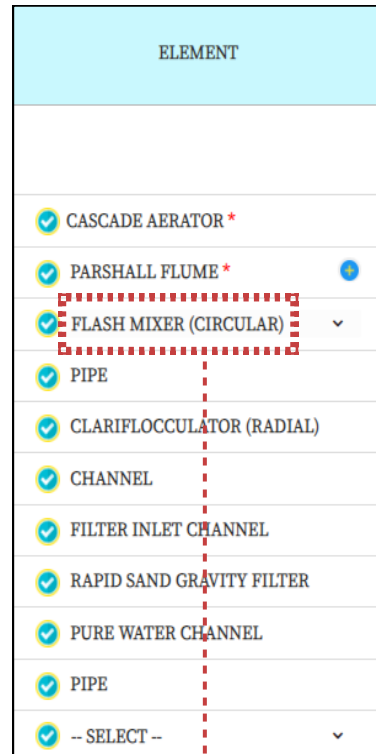 ELEMENT
CASCADE AERATOR *
PARSHALL FLUME *
FLASH MIXER (CIRCULAR)
PIPE
CLARIFLOCCULATOR (RADIAL)
CHANNEL
FILTER INLET CHANNEL
RAPID SAND GRAVITY FILTER
PURE WATER CHANNEL
PIPE
-- SELECT --